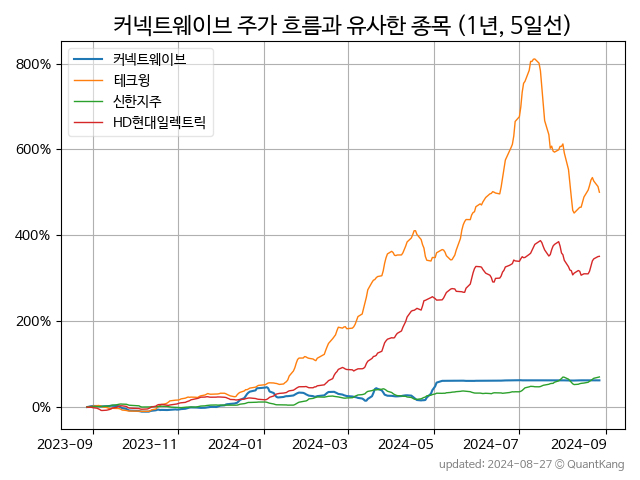 커넥트웨이브 주가 흐름과 유사한 종목 (1년, 5일선)
커넥트웨이브
테크윙
신한지주
HD현대일렉트릭
800%
600%
400%
200%
0%
2023-09 2023-11 2024-01 2024-03 2024-05 2024-07 2024-09
updated: 2024-08-27 © QuantKang